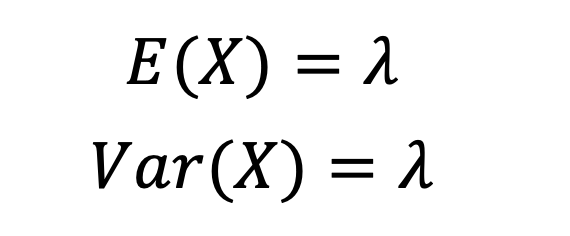 E(X) = λ
Var(X) = λ